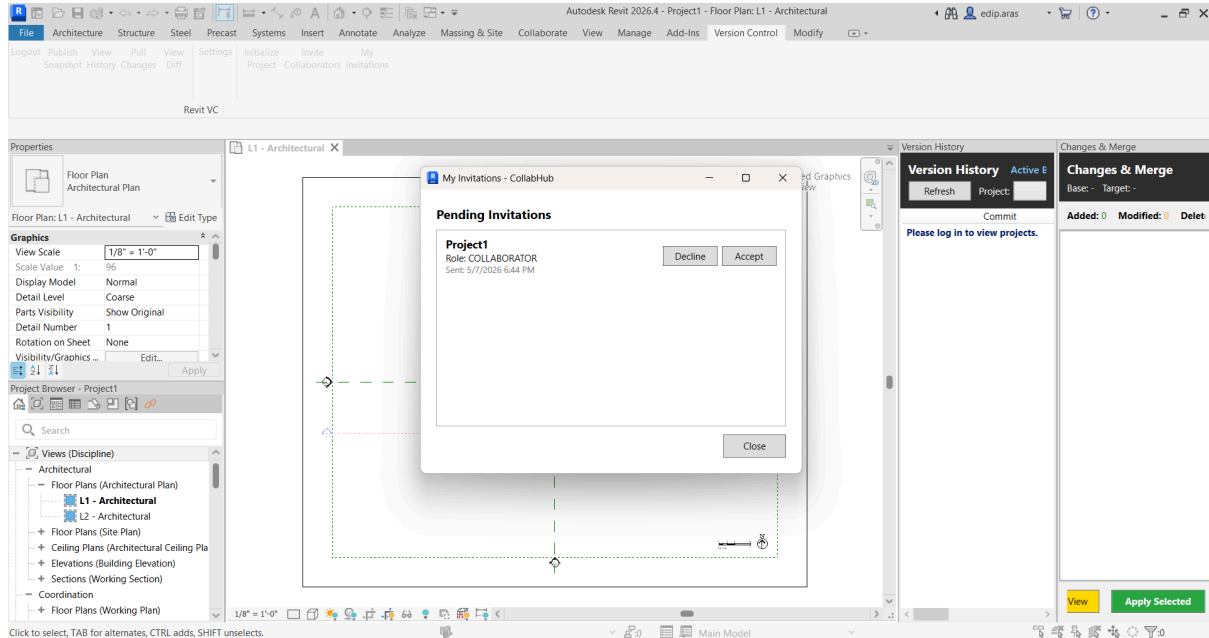 Autodesk Revit 2026.4 - Project1 - Floor Plan: L1 - Architectural
edip.aras
File Architecture Structure Steel Precast Systems Insert Annotate Analyze Massing & Site Collaborate View Manage Add-Ins Version Control Modify
Logout Publish View Pull View Settings Initialize Invite My
Snapshot History Changes Diff Project Collaborators Invitations
Revit VC
Properties
Floor Plan
Architectural Plan
Floor Plan: L1 - Architectural
Edit Type
Graphics
View Scale 1/8" = 1'-0"
Scale Value 1: 96
Display Model Normal
Detail Level Coarse
Parts Visibility Show Original
Detail Number 1
Rotation on Sheet None
Visibility/Graphics ... Edit...
Apply
Project Browser - Project1
Search
Views (Discipline)
Architectural
Floor Plans (Architectural Plan)
L1 - Architectural
L2 - Architectural
Floor Plans (Site Plan)
Ceiling Plans (Architectural Ceiling Pla
Elevations (Building Elevation)
Sections (Working Section)
Coordination
Floor Plans (Working Plan)
L1 - Architectural
ed Graphics
My Invitations - CollabHub
Pending Invitations
Project1
Role: COLLABORATOR
Sent: 5/7/2026 6:44 PM
Decline
Accept
Close
1/8" = 1'-0"
Version History
Version History Active B
Refresh Project:
Commit
Please log in to view projects.
Changes & Merge
Changes & Merge
Base: - Target: -
Added: 0 Modified: 0 Delet
View
Apply Selected
Click to select, TAB for alternates, CTRL adds, SHIFT unselects.
:0
Main Model
:0